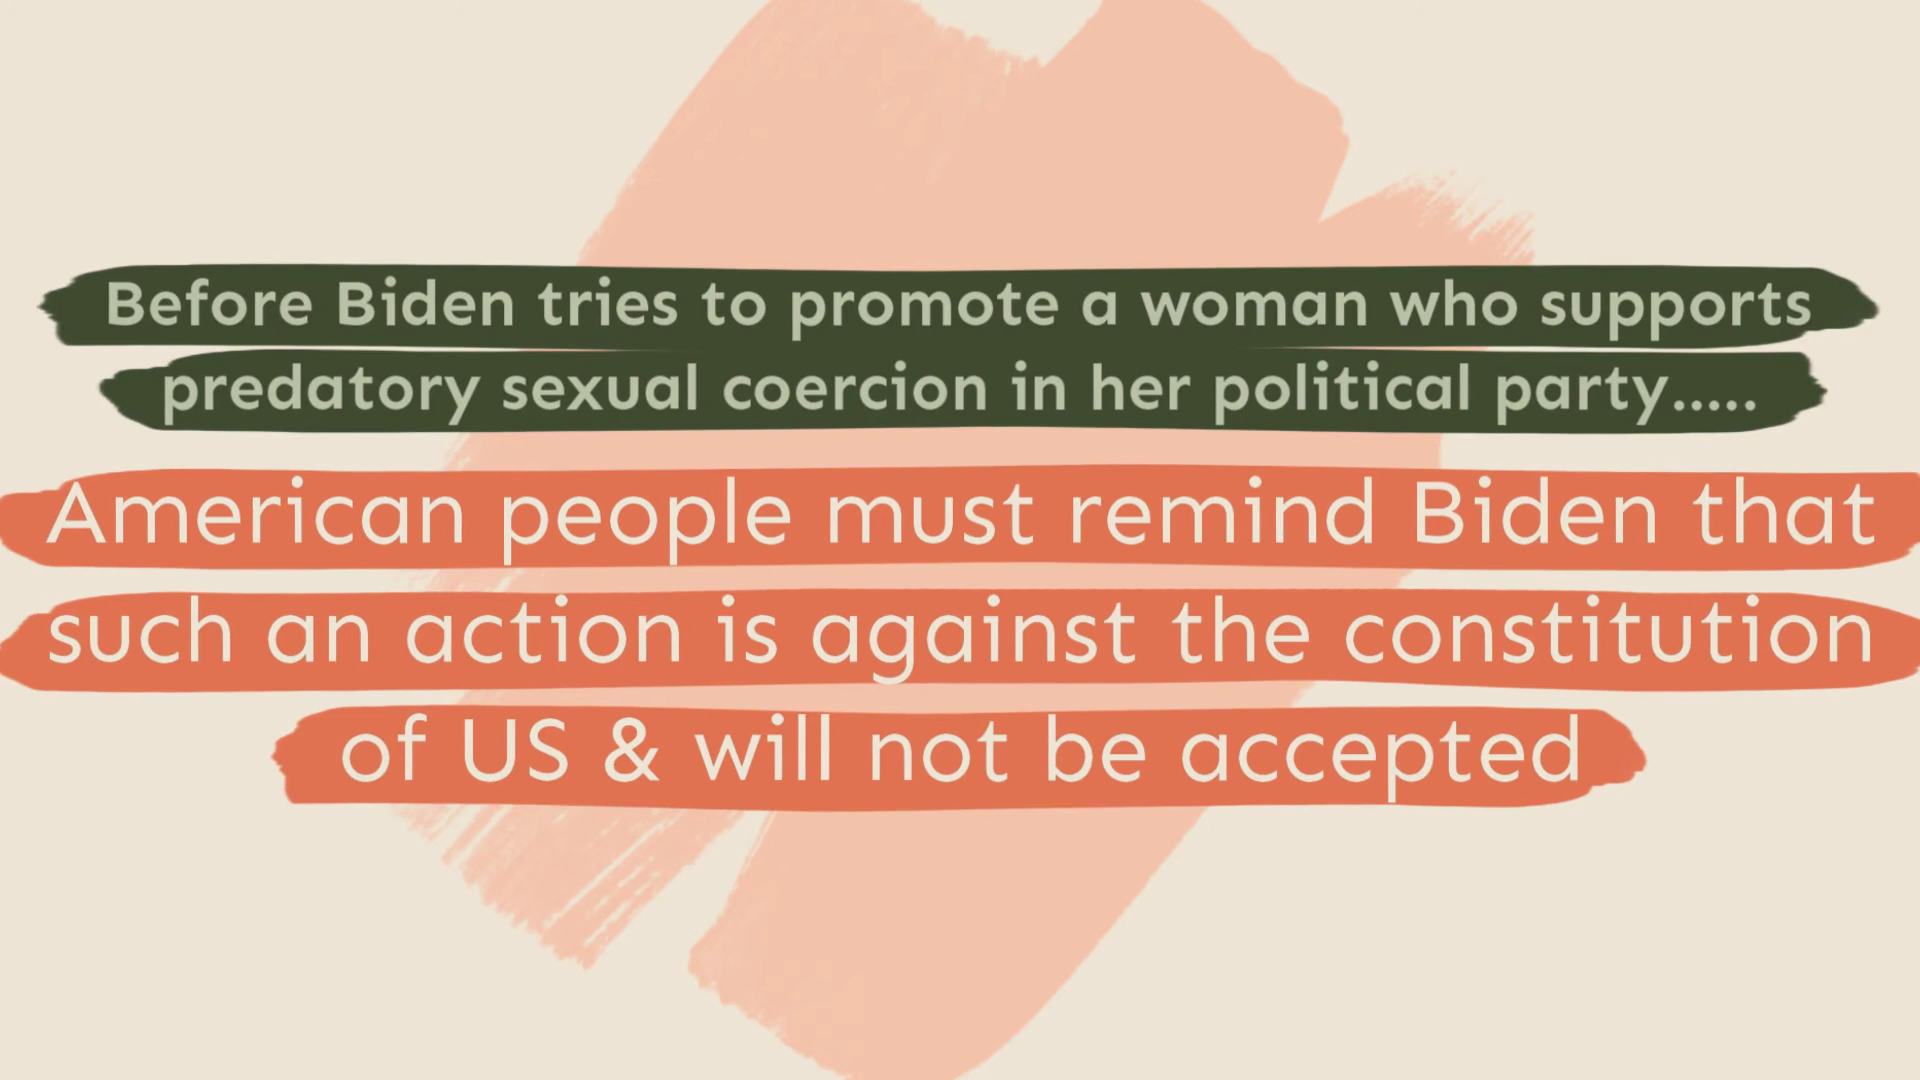 Before Biden tries to promote a woman who supports
predatory sexual coercion in her political party.....
American people must remind Biden that
such an action is against the constitution
of US & will not be accepted